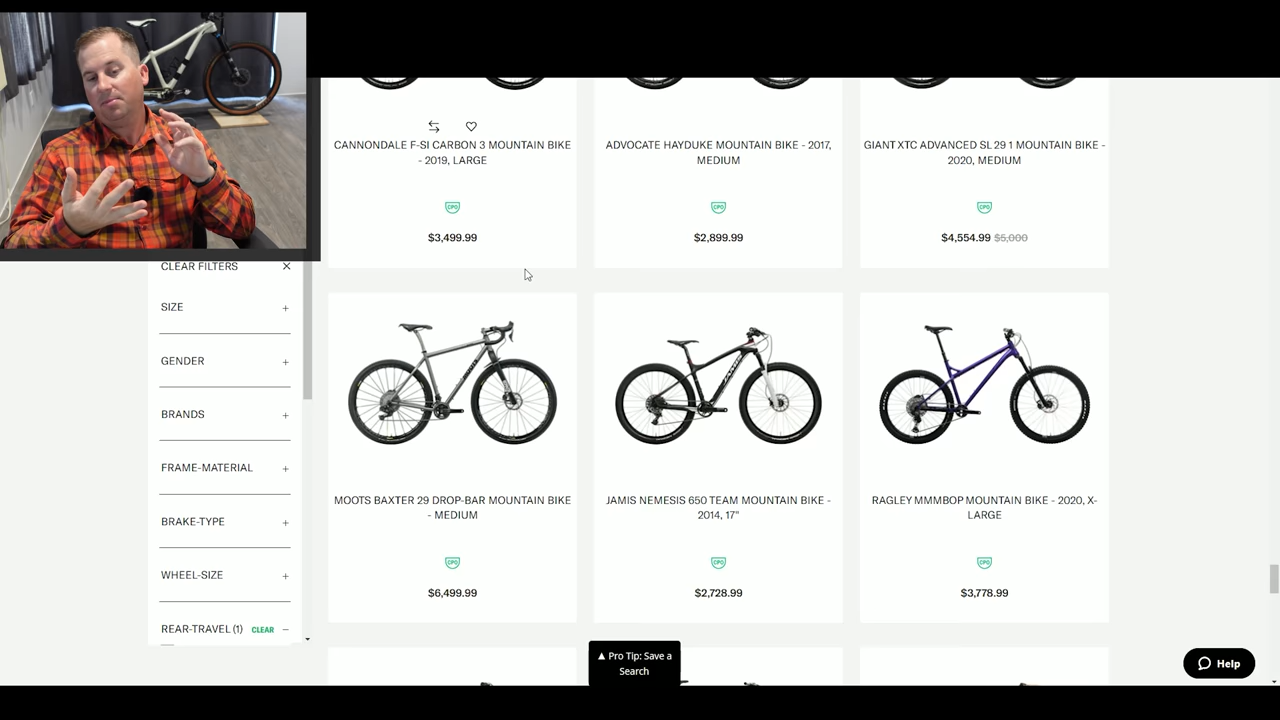 CANNONDALE F-SI CARBON 3 MOUNTAIN BIKE
- 2019, LARGE
ADVOCATE HAYDUKE MOUNTAIN BIKE - 2017,
MEDIUM
GIANT XTC ADVANCED SL 29 1 MOUNTAIN BIKE -
2020, MEDIUM
CPO
CPO
CPO
$3,499.99
$2,899.99
$4,554.99 $5,000
CLEAR FILTERS
SIZE
GENDER
BRANDS
FRAME-MATERIAL
BRAKE-TYPE
WHEEL-SIZE
REAR-TRAVEL (1) CLEAR
MOOTS BAXTER 29 DROP-BAR MOUNTAIN BIKE
- MEDIUM
JAMIS NEMESIS 650 TEAM MOUNTAIN BIKE -
2014, 17"
RAGLEY MMMBOP MOUNTAIN BIKE - 2020, X-
LARGE
CPO
CPO
CPO
$6,499.99
$2,728.99
$3,778.99
▲ Pro Tip: Save a
Search
Help